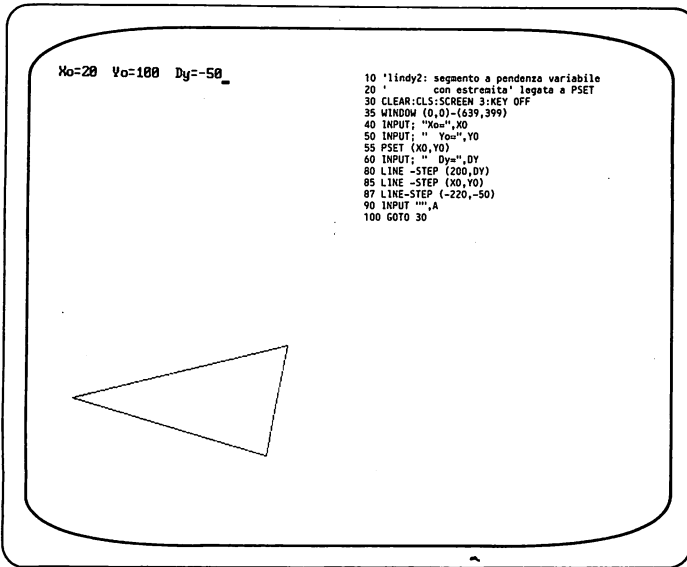 Xo=20 Yo=100 Dy=-50_
10 'lindy2: segmento a pendenza variabile
20 ' con estremita' legata a PSET
30 CLEAR:CLS:SCREEN 3:KEY OFF
35 WINDOW (0,0)-(639,399)
40 INPUT; "Xo=",XO
50 INPUT; " Yo=",YO
55 PSET (XO,YO)
60 INPUT; " Dy=",DY
80 LINE -STEP (200,DY)
85 LINE -STEP (XO,YO)
87 LINE-STEP (-220,-50)
90 INPUT "",A
100 GOTO 30